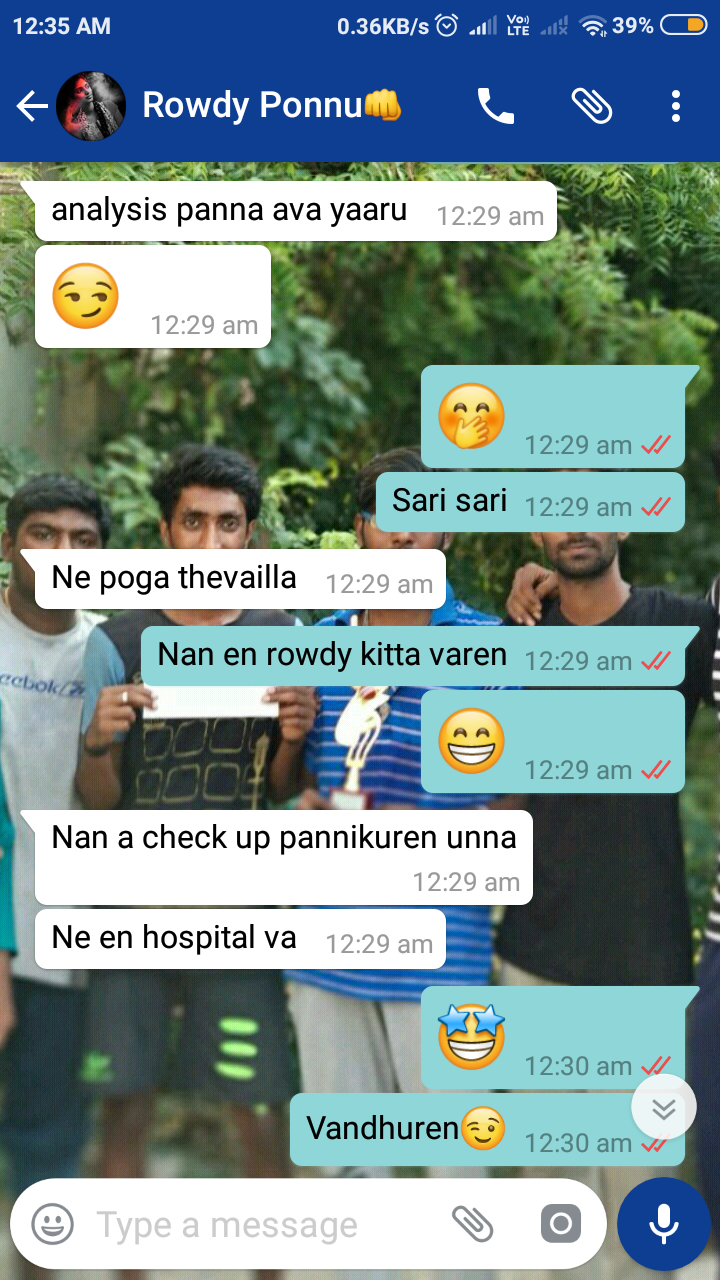 12:35 AM 0.36KB/s Vo) LTE 39%
Rowdy Ponnu👊
analysis panna ava yaaru 12:29 am
😏 12:29 am
🤭 12:29 am
Sari sari 12:29 am
Ne poga thevailla 12:29 am
Nan en rowdy kitta varen 12:29 am
😁 12:29 am
Nan a check up pannikuren unna
12:29 am
Ne en hospital va 12:29 am
🤩 12:30 am
Vandhuren😉 12:30 am
Type a message